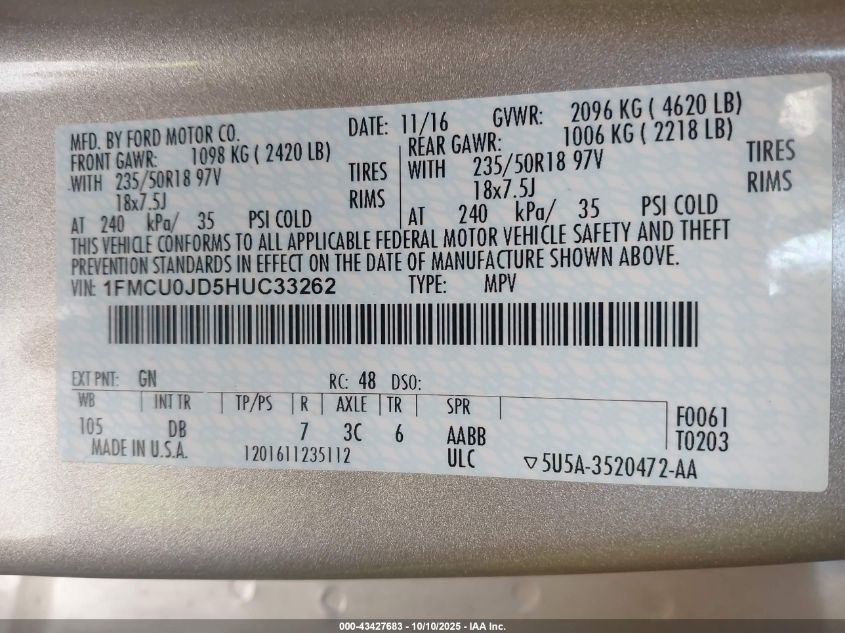 MFD. BY FORD MOTOR CO.
DATE: 11/16 GVWR: 2096 KG ( 4620 LB)
FRONT GAWR: 1098 KG ( 2420 LB)
WITH 235/50R18 97V TIRES
18x7.5J RIMS
AT 240 kPa/ 35 PSI COLD
REAR GAWR: 1006 KG ( 2218 LB)
WITH 235/50R18 97V TIRES
18x7.5J RIMS
AT 240 kPa/ 35 PSI COLD
THIS VEHICLE CONFORMS TO ALL APPLICABLE FEDERAL MOTOR VEHICLE SAFETY AND THEFT
PREVENTION STANDARDS IN EFFECT ON THE DATE OF MANUFACTURE SHOWN ABOVE.
VIN: 1FMCU0JD5HUC33262 TYPE: MPV
EXT PNT: GN RC: 48 DSO:
WB INT TR TP/PS R AXLE TR SPR
105 DB 7 3C 6 AABB
F0061
T0203
MADE IN U.S.A. 1201611235112 ULC ▽5U5A-3520472-AA
000-43427683 - 10/10/2025 - IAA Inc.